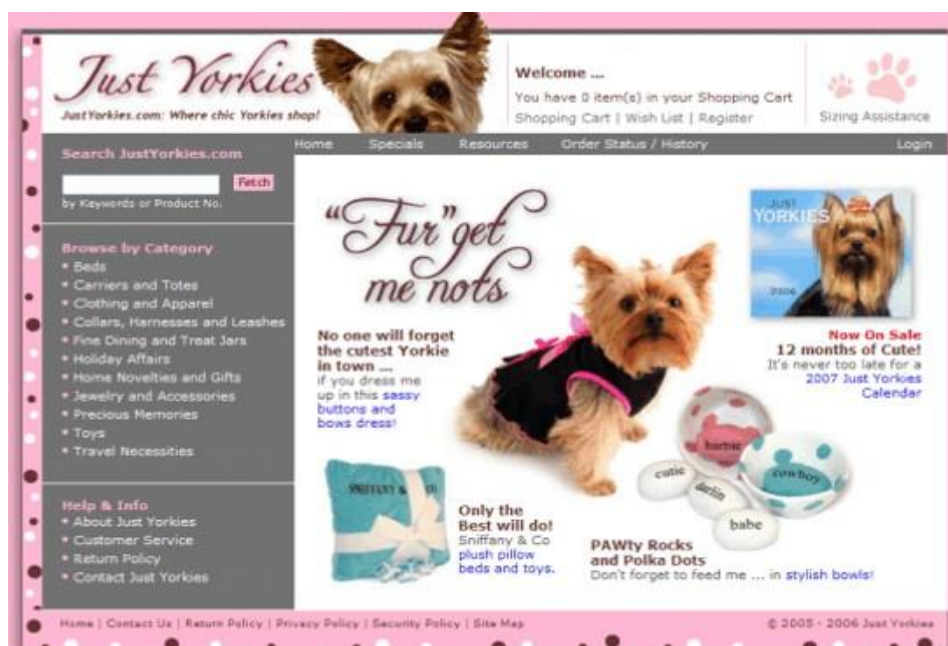 Just Yorkies
JustYorkies.com: Where chic Yorkies shop!
Welcome ...
You have 0 item(s) in your Shopping Cart
Shopping Cart | Wish List | Register
Sizing Assistance
Home Specials Resources Order Status / History Login
Search JustYorkies.com
Fetch
by Keywords or Product No.
Browse by Category
Beds
Carriers and Totes
Clothing and Apparel
Collars, Harnesses and Leashes
Fine Dining and Treat Jars
Holiday Affairs
Home Novelties and Gifts
Jewelry and Accessories
Precious Memories
Toys
Travel Necessities
Help & Info
About Just Yorkies
Customer Service
Return Policy
Contact Just Yorkies
"Fur"get
me nots
No one will forget
the cutest Yorkie
in town ...
if you dress me
up in this sassy
buttons and
bows dress!
JUST
YORKIES
2006
Now On Sale
12 months of Cute!
It's never too late for a
2007 Just Yorkies
Calendar
SNIFFANY &
Only the
Best will do!
Sniffany & Co
plush pillow
beds and toys.
barbie
cowboy
cutie
darlin
babe
PAWty Rocks
and Polka Dots
Don't forget to feed me ... in stylish bowls!
Home | Contact Us | Return Policy | Privacy Policy | Security Policy | Site Map
© 2005 - 2006 Just Yorkies